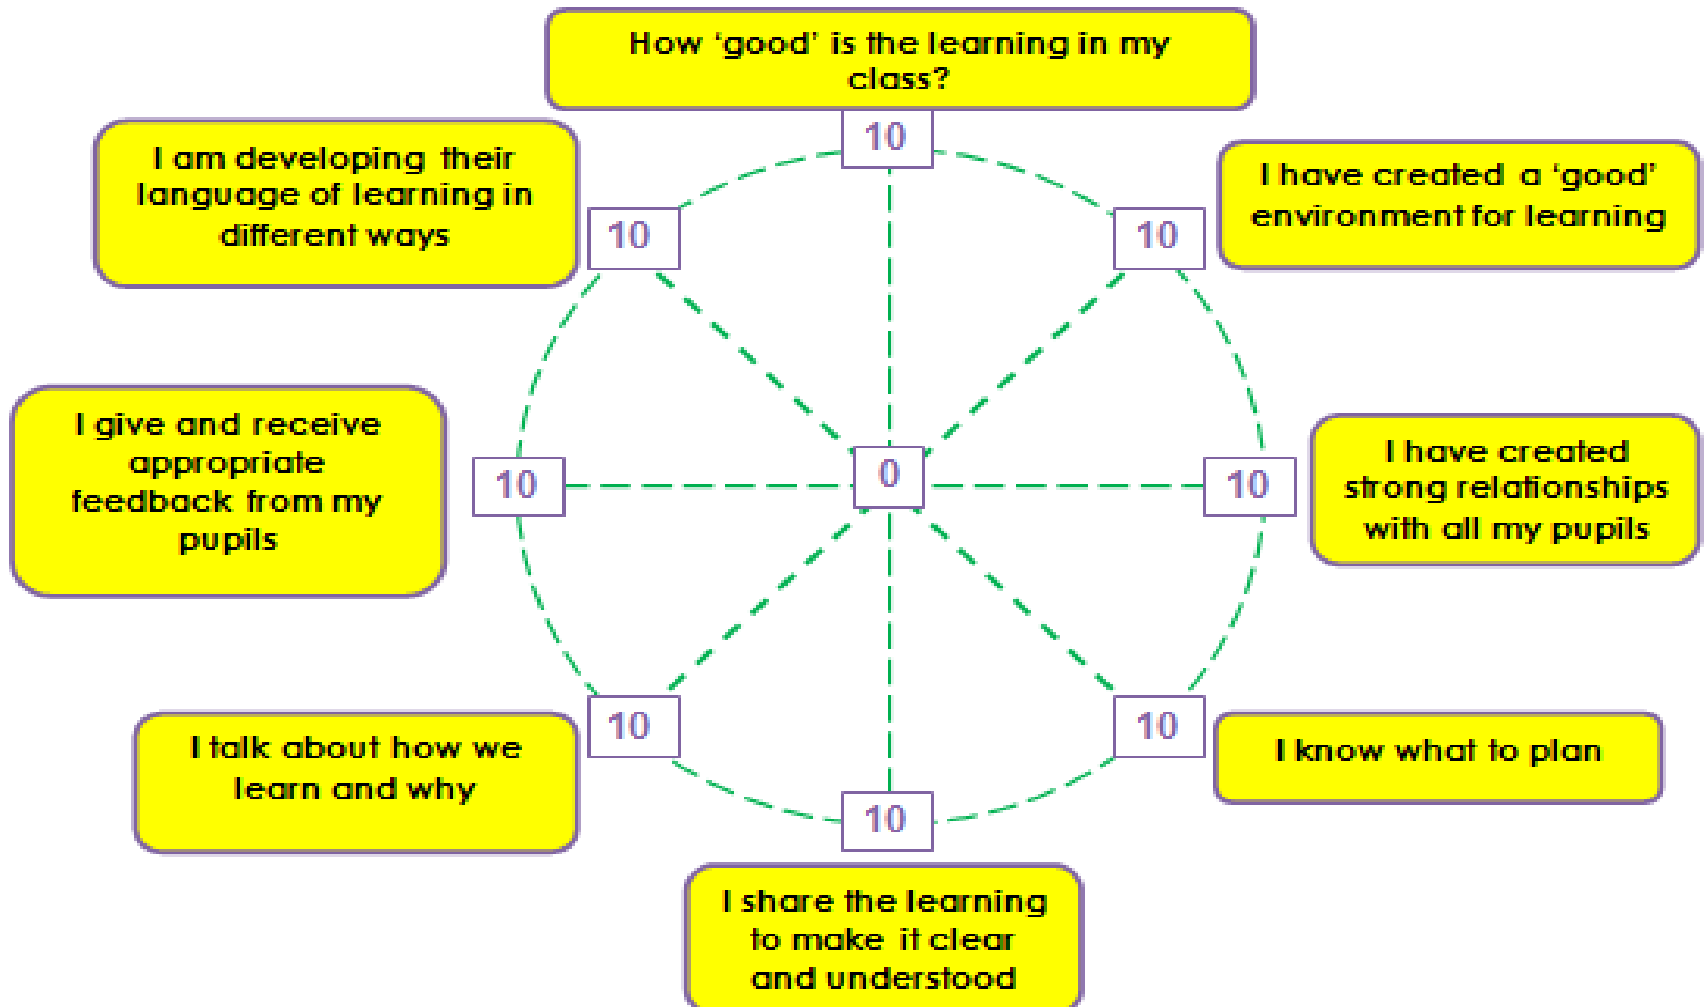 How ‘good’ is the learning in my
class?
10
I am developing their
language of learning in
different ways
10
I have created a ‘good’
environment for learning
10
I give and receive
appropriate
feedback from my
pupils
10
0
10
I have created
strong relationships
with all my pupils
I talk about how we
learn and why
10
10
I know what to plan
10
I share the learning
to make it clear
and understood